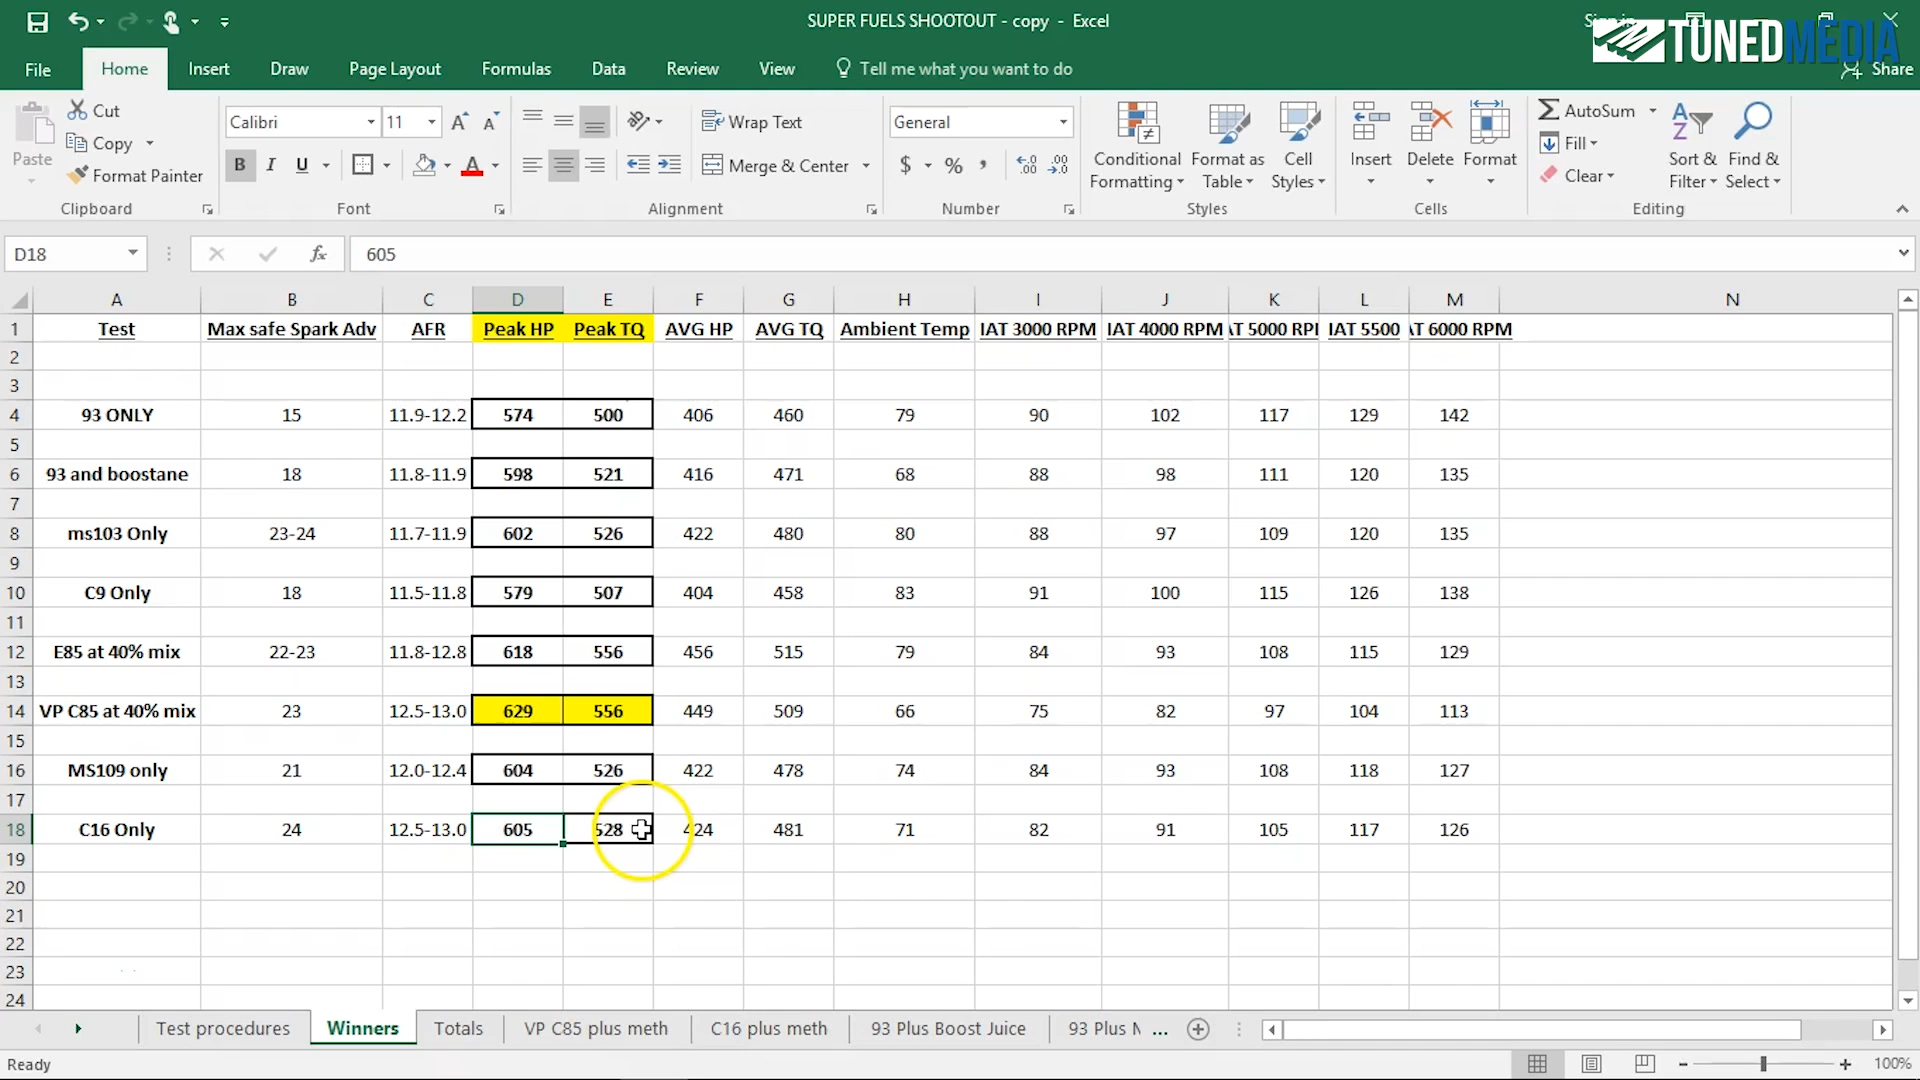 SUPER FUELS SHOOTOUT - copy - Excel
TUNEDMEDIA
File Home Insert Draw Page Layout Formulas Data Review View Tell me what you want to do Share
Paste Cut Copy Format Painter Clipboard
Calibri 11 B I U A Font
Wrap Text Merge & Center Alignment
General $ % , .00 Number
Conditional Formatting Format as Table Cell Styles Styles
Insert Delete Format Cells
AutoSum Fill Clear Sort & Filter Find & Select Editing
D18 fx 605
A B C D E F G H I J K L M N
1 Test Max safe Spark Adv AFR Peak HP Peak TQ AVG HP AVG TQ Ambient Temp IAT 3000 RPM IAT 4000 RPM \T 5000 RPI IAT 5500 \T 6000 RPM
2
3
4 93 ONLY 15 11.9-12.2 574 500 406 460 79 90 102 117 129 142
5
6 93 and boostane 18 11.8-11.9 598 521 416 471 68 88 98 111 120 135
7
8 ms103 Only 23-24 11.7-11.9 602 526 422 480 80 88 97 109 120 135
9
10 C9 Only 18 11.5-11.8 579 507 404 458 83 91 100 115 126 138
11
12 E85 at 40% mix 22-23 11.8-12.8 618 556 456 515 79 84 93 108 115 129
13
14 VP C85 at 40% mix 23 12.5-13.0 629 556 449 509 66 75 82 97 104 113
15
16 MS109 only 21 12.0-12.4 604 526 422 478 74 84 93 108 118 127
17
18 C16 Only 24 12.5-13.0 605 528 424 481 71 82 91 105 117 126
19
20
21
22
23
24
Test procedures Winners Totals VP C85 plus meth C16 plus meth 93 Plus Boost Juice 93 Plus N ...
Ready 100%